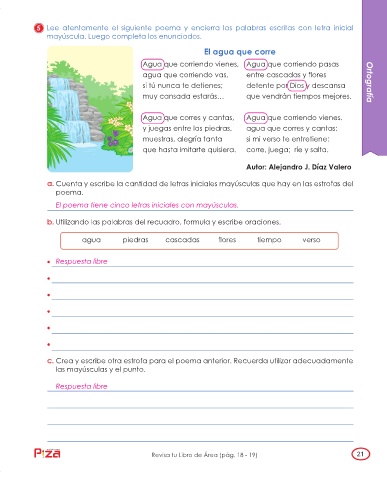 5 Lee atentamente el siguiente poema y encierra las palabras escritas con letra inicial
mayúscula. Luego completa los enunciados.
El agua que corre
Agua que corriendo vienes,
agua que corriendo vas,
si tú nunca te detienes;
muy cansada estarás...
Agua que corres y cantas,
y juegas entre las piedras,
muestras, alegría tanta
que hasta imitarte quisiera.
Agua que corriendo pasas
entre cascadas y flores
detente por Dios y descansa
que vendrán tiempos mejores.
Agua que corriendo vienes,
agua que corres y cantas;
si mi verso te entretiene:
corre, juega; ríe y salta.
Autor: Alejandro J. Díaz Valero
Ortografía
a. Cuenta y escribe la cantidad de letras iniciales mayúsculas que hay en las estrofas del
poema.
El poema tiene cinco letras iniciales con mayúsculas.
b. Utilizando las palabras del recuadro, formula y escribe oraciones.
agua piedras cascadas flores tiempo verso
• Respuesta libre
•
•
•
•
•
c. Crea y escribe otra estrofa para el poema anterior. Recuerda utilizar adecuadamente
las mayúsculas y el punto.
Respuesta libre
Piza
Revisa tu Libro de Área (pág. 18 - 19)
21